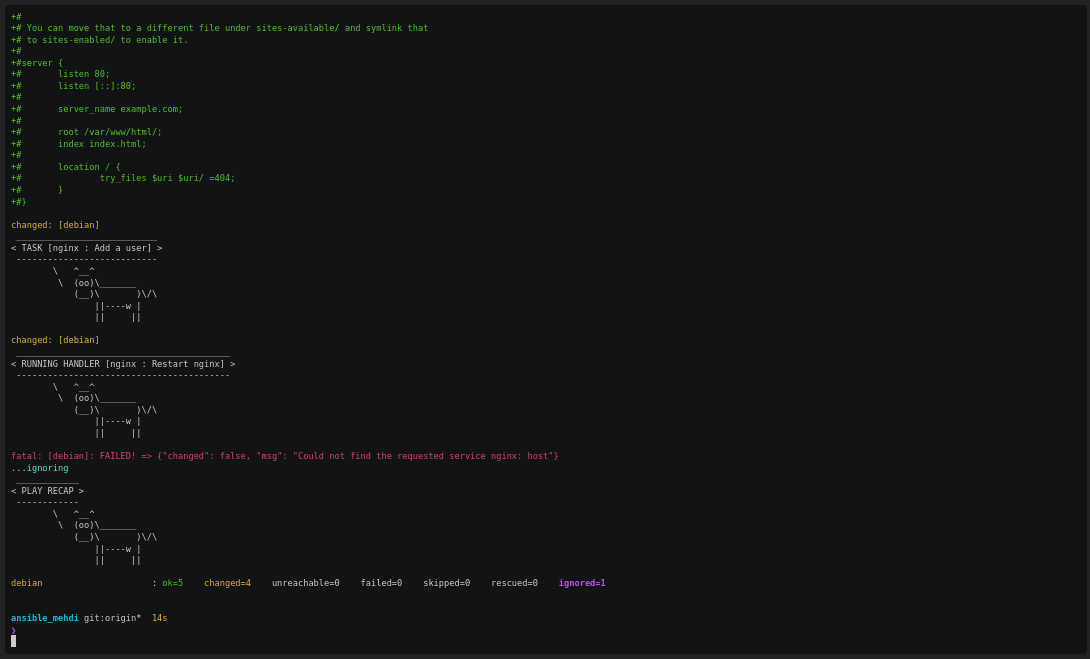 +#
+# You can move that to a different file under sites-available/ and symlink that
+# to sites-enabled/ to enable it.
+#
+#server {
+#       listen 80;
+#       listen [::]:80;
+#
+#       server_name example.com;
+#
+#       root /var/www/html/;
+#       index index.html;
+#
+#       location / {
+#               try_files $uri $uri/ =404;
+#       }
+#}

changed: [debian]
 ___________________________
< TASK [nginx : Add a user] >
 ---------------------------
        \   ^__^
         \  (oo)\_______
            (__)\       )\/\
                ||----w |
                ||     ||

changed: [debian]
 _________________________________________
< RUNNING HANDLER [nginx : Restart nginx] >
 -----------------------------------------
        \   ^__^
         \  (oo)\_______
            (__)\       )\/\
                ||----w |
                ||     ||

fatal: [debian]: FAILED! => {"changed": false, "msg": "Could not find the requested service nginx: host"}
...ignoring
 ____________
< PLAY RECAP >
 ------------
        \   ^__^
         \  (oo)\_______
            (__)\       )\/\
                ||----w |
                ||     ||

debian                     : ok=5    changed=4    unreachable=0    failed=0    skipped=0    rescued=0    ignored=1

ansible_mehdi git:origin*  14s
❯